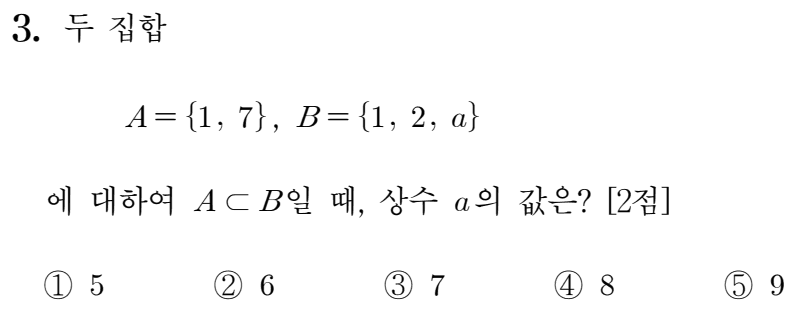 3. 두 집합
A={1, 7}, B={1, 2, a}
에 대하여 A⊂B일 때, 상수 a의 값은? [2점]
① 5 ② 6 ③ 7 ④ 8 ⑤ 9